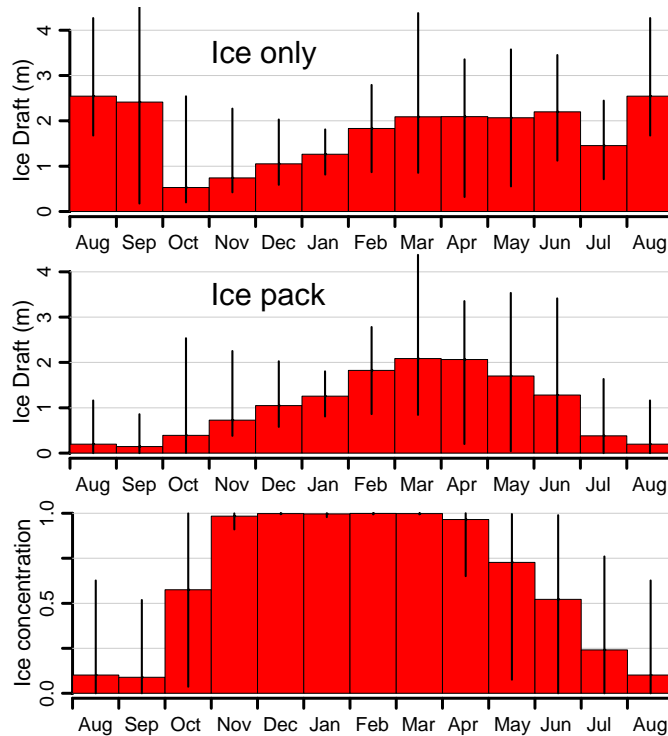 Ice only
Ice Draft (m)
4
3
2
1
0
Aug Sep Oct Nov Dec Jan Feb Mar Apr May Jun Jul Aug
Ice pack
Ice Draft (m)
4
3
2
1
0
Aug Sep Oct Nov Dec Jan Feb Mar Apr May Jun Jul Aug
Ice concentration
1.0
0.5
0.0
Aug Sep Oct Nov Dec Jan Feb Mar Apr May Jun Jul Aug